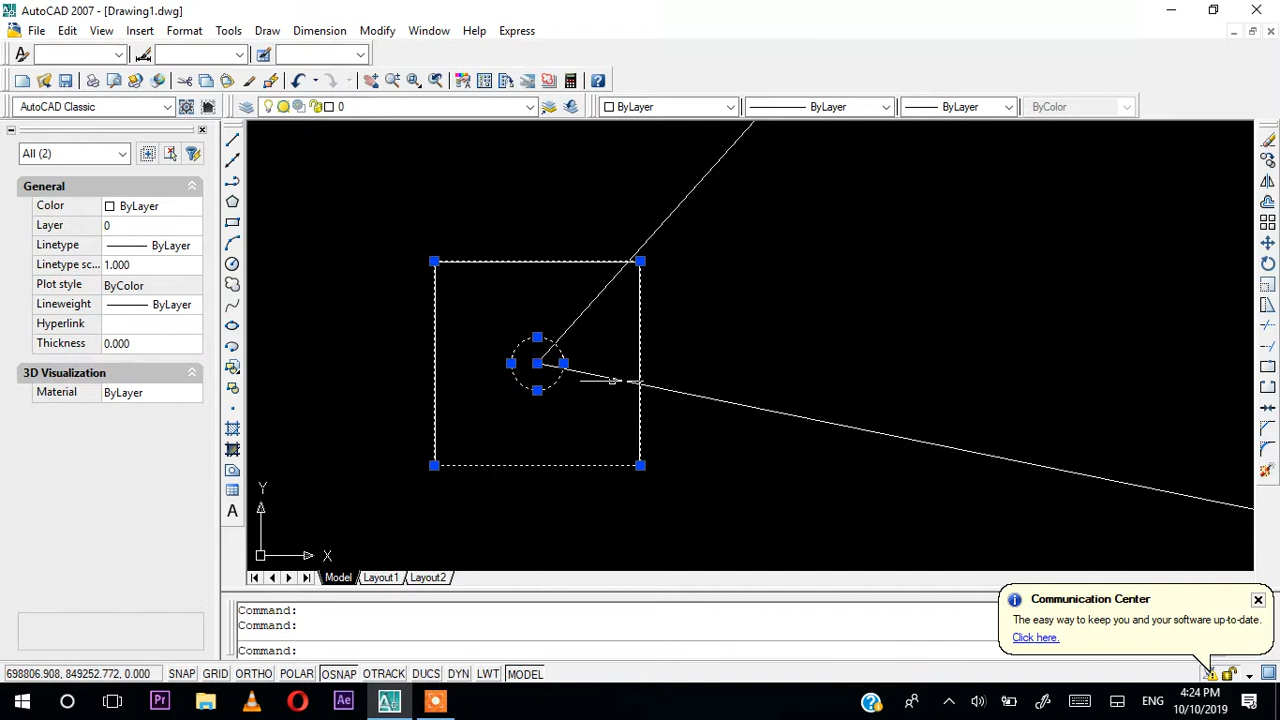 AutoCAD 2007 - [Drawing1.dwg]
File Edit View Insert Format Tools Draw Dimension Modify Window Help Express
AutoCAD Classic
0
ByLayer
ByLayer
ByLayer
ByColor
All (2)
General
Color ByLayer
Layer 0
Linetype ByLayer
Linetype sc... 1.000
Plot style ByColor
Lineweight ByLayer
Hyperlink
Thickness 0.000
3D Visualization
Material ByLayer
Y
X
A
Model Layout1 Layout2
Command:
Command:
Command:
Communication Center
The easy way to keep you and your software up-to-date.
Click here.
698806.908, 849252.772, 0.000 SNAP GRID ORTHO POLAR OSNAP OTRACK DUCS DYN LWT MODEL
Pr
Ae
ENG
4:24 PM
10/10/2019